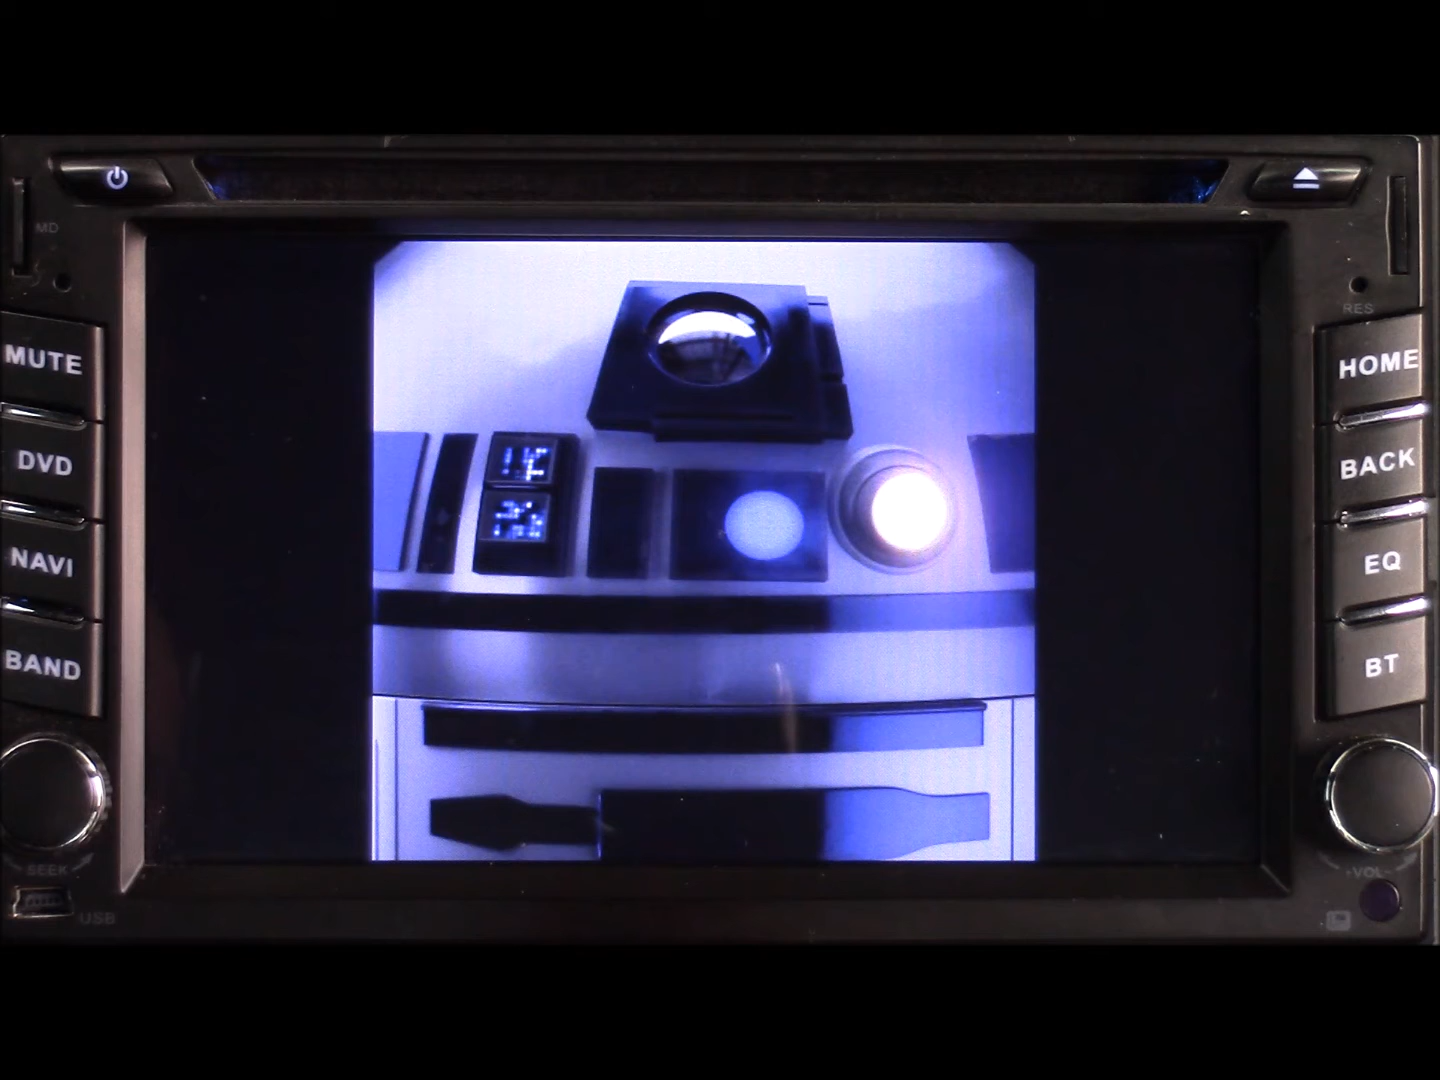 MD
RES
MUTE
HOME
DVD
BACK
NAVI
EQ
BAND
BT
SEEK
VOL
USB